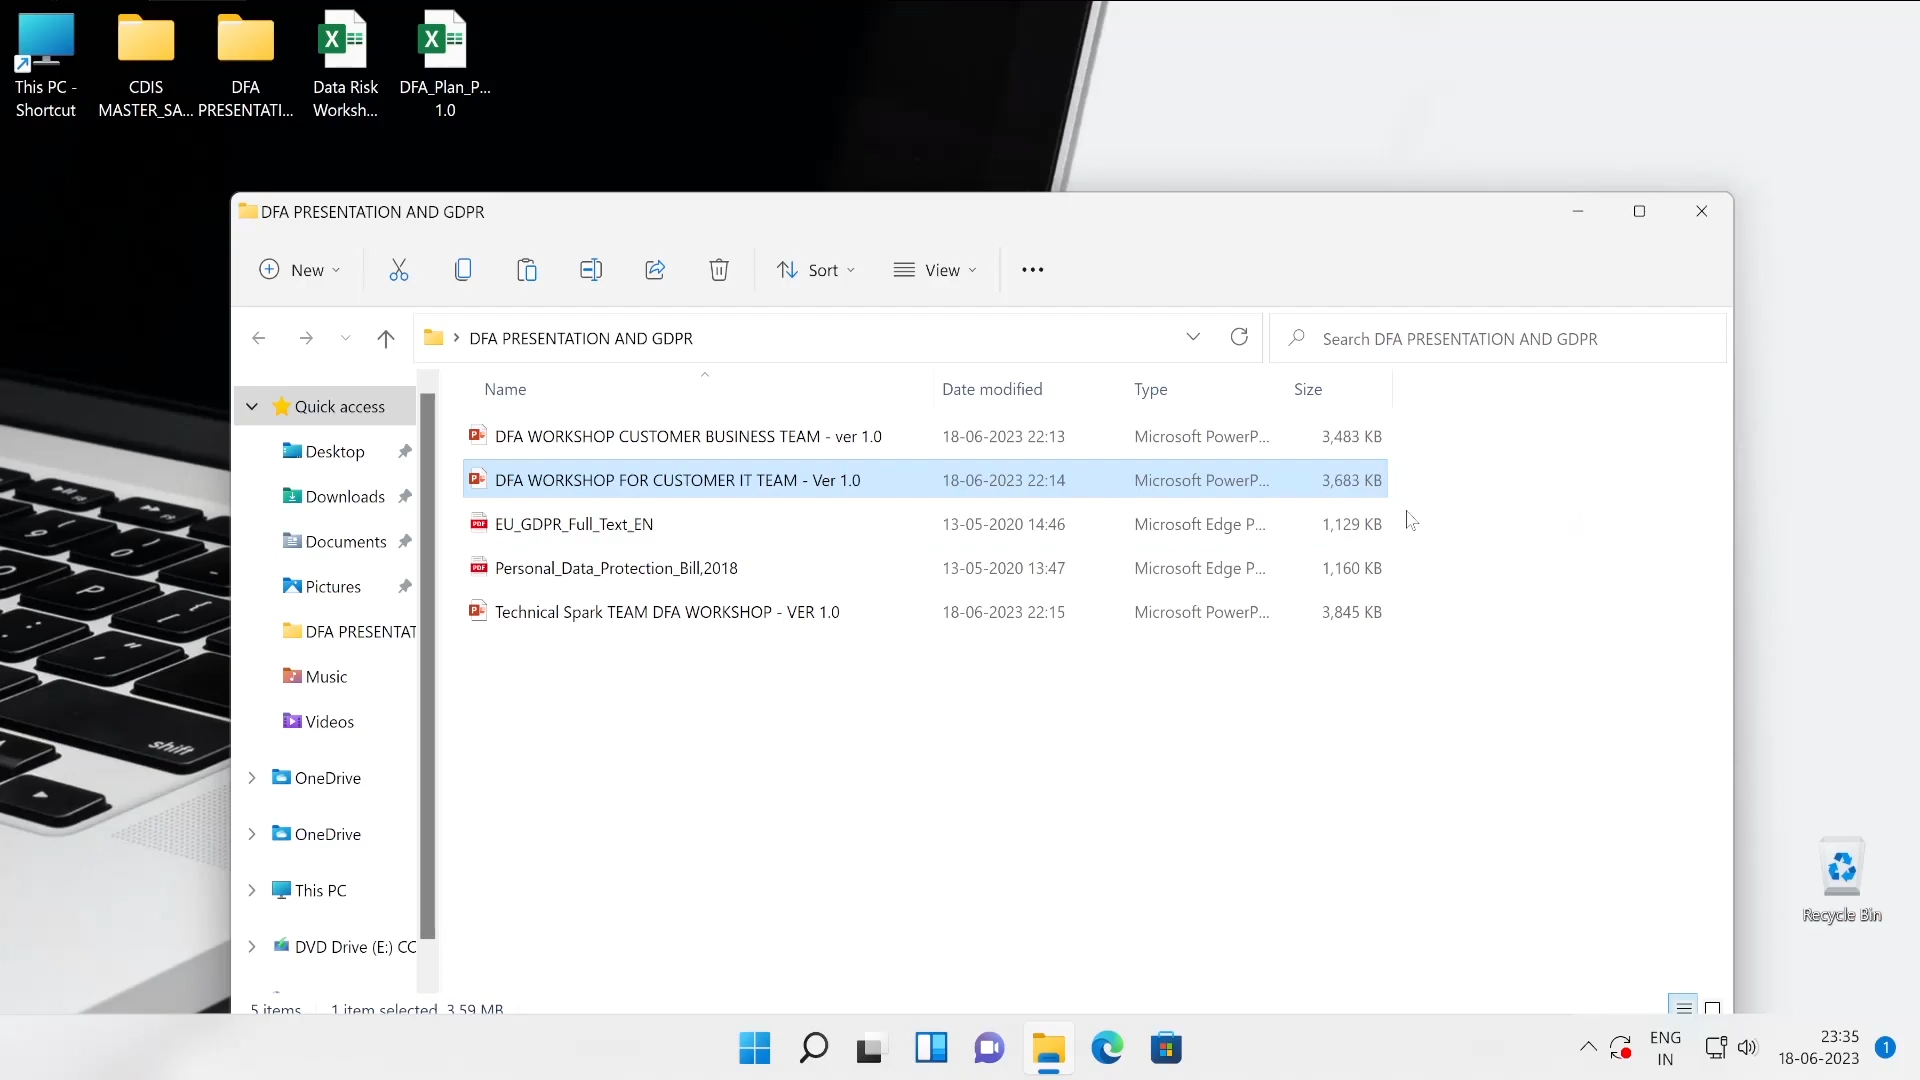 This PC -
Shortcut
CDIS
MASTER_SA...
DFA
PRESENTATI...
Data Risk
Worksh...
DFA_Plan_P...
1.0
DFA PRESENTATION AND GDPR
New
Sort
View
DFA PRESENTATION AND GDPR
Search DFA PRESENTATION AND GDPR
Name Date modified Type Size
DFA WORKSHOP CUSTOMER BUSINESS TEAM - ver 1.0 18-06-2023 22:13 Microsoft PowerP... 3,483 KB
DFA WORKSHOP FOR CUSTOMER IT TEAM - Ver 1.0 18-06-2023 22:14 Microsoft PowerP... 3,683 KB
EU_GDPR_Full_Text_EN 13-05-2020 14:46 Microsoft Edge P... 1,129 KB
Personal_Data_Protection_Bill,2018 13-05-2020 13:47 Microsoft Edge P... 1,160 KB
Technical Spark TEAM DFA WORKSHOP - VER 1.0 18-06-2023 22:15 Microsoft PowerP... 3,845 KB
Quick access
Desktop
Downloads
Documents
Pictures
DFA PRESENTAT
Music
Videos
OneDrive
OneDrive
This PC
DVD Drive (E:) CC
5 items 1 item selected 3.59 MB
shift
Recycle Bin
ENG
IN
23:35
18-06-2023
1